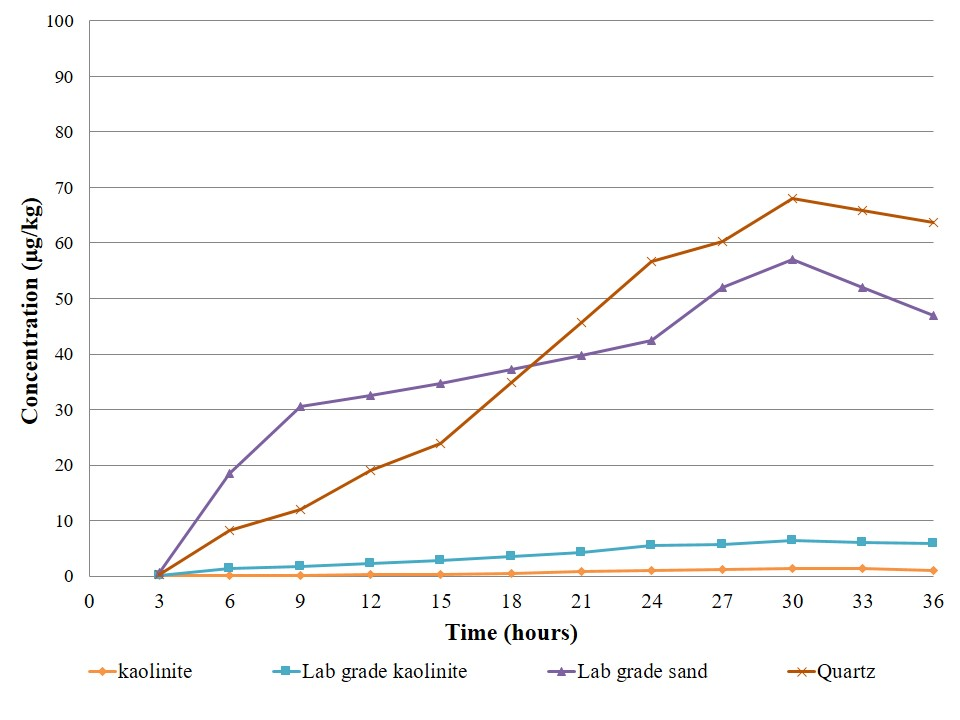 100
90
80
70
60
50
40
30
20
10
0
Concentration (µg/kg)
0 3 6 9 12 15 18 21 24 27 30 33 36
Time (hours)
kaolinite Lab grade kaolinite Lab grade sand Quartz